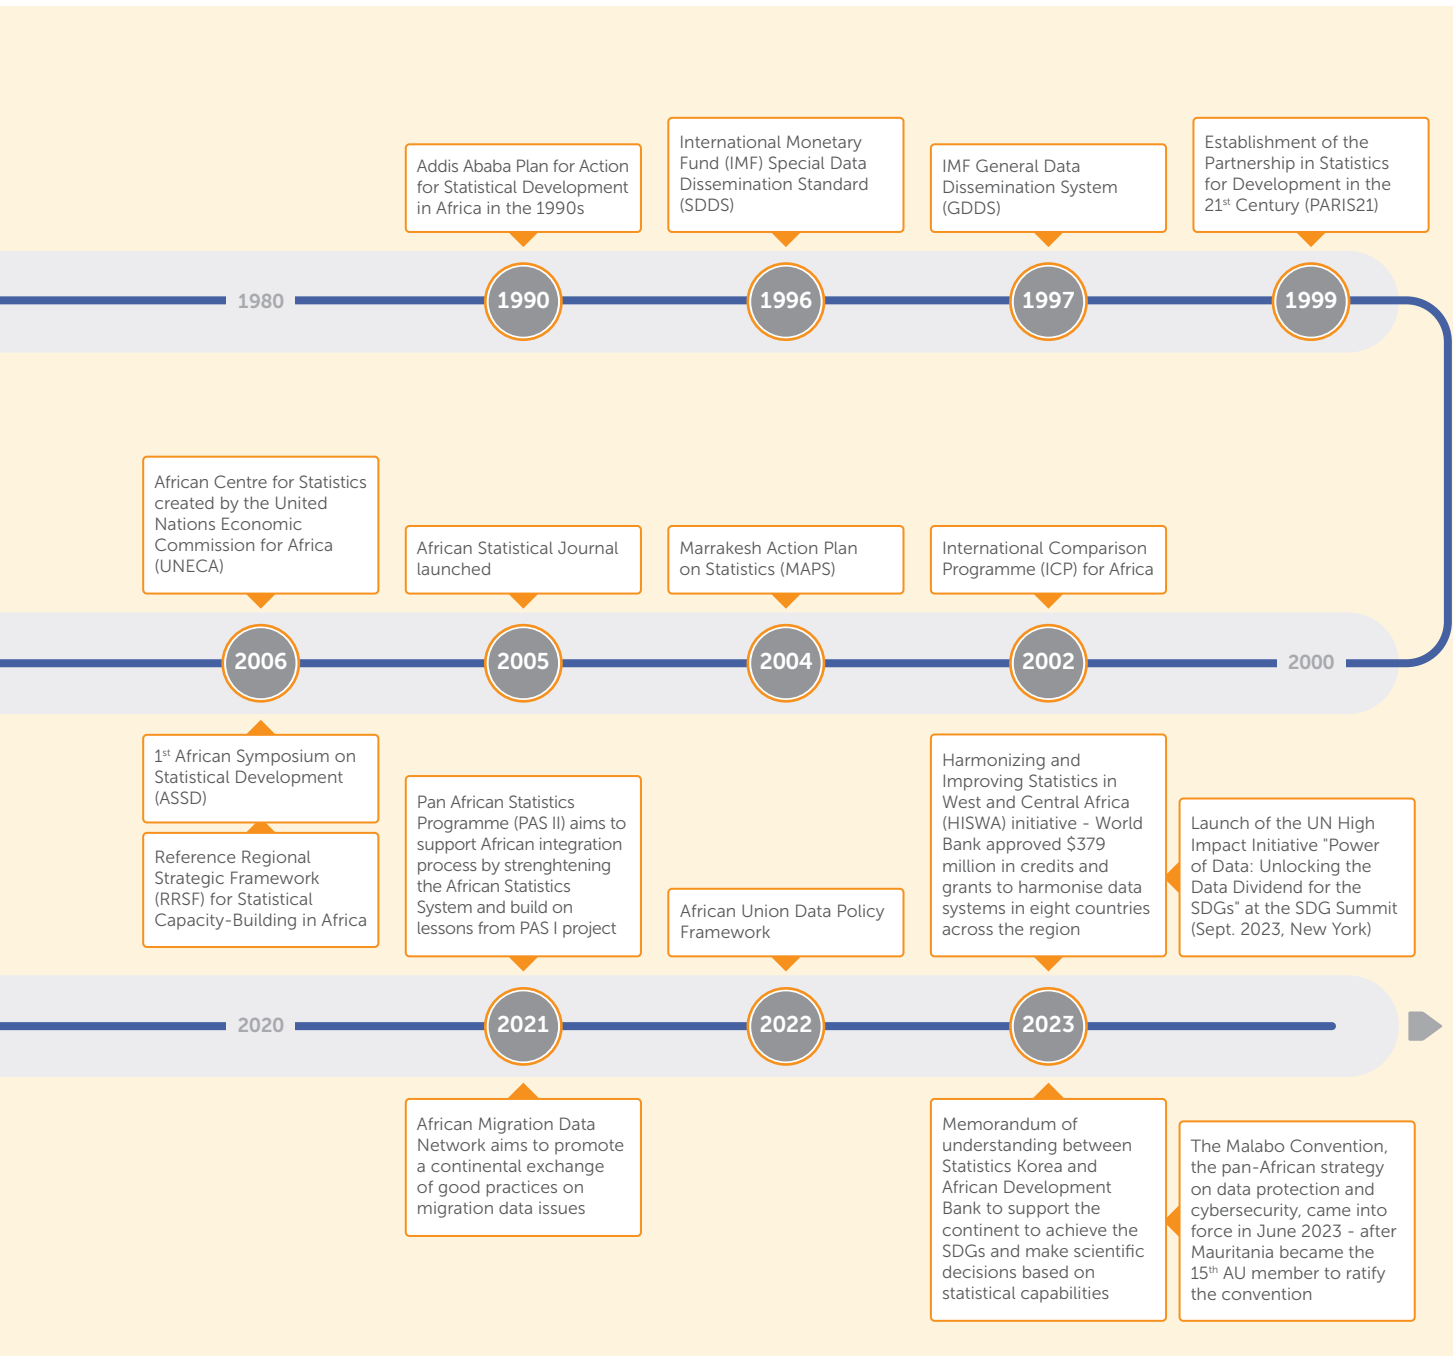 Addis Ababa Plan for Action
for Statistical Development
in Africa in the 1990s
International Monetary
Fund (IMF) Special Data
Dissemination Standard
(SDDS)
IMF General Data
Dissemination System
(GDDS)
Establishment of the
Partnership in Statistics
for Development in the
21st Century (PARIS21)
1980
1990
1996
1997
1999
African Centre for Statistics
created by the United
Nations Economic
Commission for Africa
(UNECA)
African Statistical Journal
launched
Marrakesh Action Plan
on Statistics (MAPS)
International Comparison
Programme (ICP) for Africa
2006
2005
2004
2002
2000
1st African Symposium on
Statistical Development
(ASSD)
Reference Regional
Strategic Framework
(RRSF) for Statistical
Capacity-Building in Africa
Pan African Statistics
Programme (PAS II) aims to
support African integration
process by strenghtening
the African Statistics
System and build on
lessons from PAS I project
African Union Data Policy
Framework
Harmonizing and
Improving Statistics in
West and Central Africa
(HISWA) initiative - World
Bank approved $379
million in credits and
grants to harmonise data
systems in eight countries
across the region
Launch of the UN High
Impact Initiative "Power
of Data: Unlocking the
Data Dividend for the
SDGs" at the SDG Summit
(Sept. 2023, New York)
2020
2021
2022
2023
African Migration Data
Network aims to promote
a continental exchange
of good practices on
migration data issues
Memorandum of
understanding between
Statistics Korea and
African Development
Bank to support the
continent to achieve the
SDGs and make scientific
decisions based on
statistical capabilities
The Malabo Convention,
the pan-African strategy
on data protection and
cybersecurity, came into
force in June 2023 - after
Mauritania became the
15th AU member to ratify
the convention